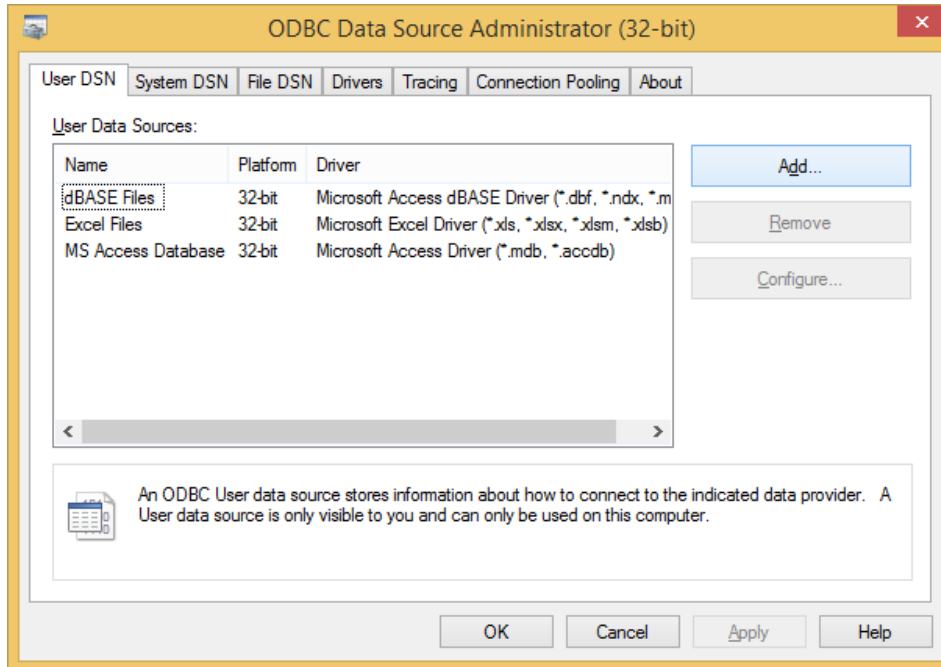 ODBC Data Source Administrator (32-bit)
User DSN System DSN File DSN Drivers Tracing Connection Pooling About
User Data Sources:
Name Platform Driver
dBASE Files 32-bit Microsoft Access dBASE Driver (*.dbf, *.ndx, *.m
Excel Files 32-bit Microsoft Excel Driver (*.xls, *.xlsx, *.xlsm, *.xlsb)
MS Access Database 32-bit Microsoft Access Driver (*.mdb, *.accdb)
Add...
Remove
Configure...
An ODBC User data source stores information about how to connect to the indicated data provider. A
User data source is only visible to you and can only be used on this computer.
OK Cancel Apply Help